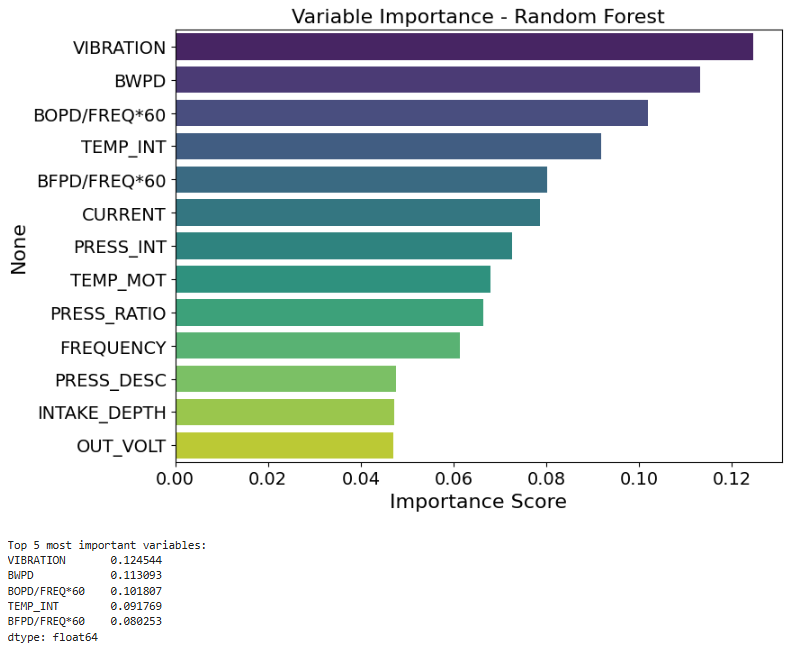 Variable Importance - Random Forest
VIBRATION
BWPD
BOPD/FREQ*60
TEMP_INT
BFPD/FREQ*60
CURRENT
PRESS_INT
TEMP_MOT
PRESS_RATIO
FREQUENCY
PRESS_DESC
INTAKE_DEPTH
OUT_VOLT
None
0.00 0.02 0.04 0.06 0.08 0.10 0.12
Importance Score
Top 5 most important variables:
VIBRATION 0.124544
BWPD 0.113093
BOPD/FREQ*60 0.101807
TEMP_INT 0.091769
BFPD/FREQ*60 0.080253
dtype: float64